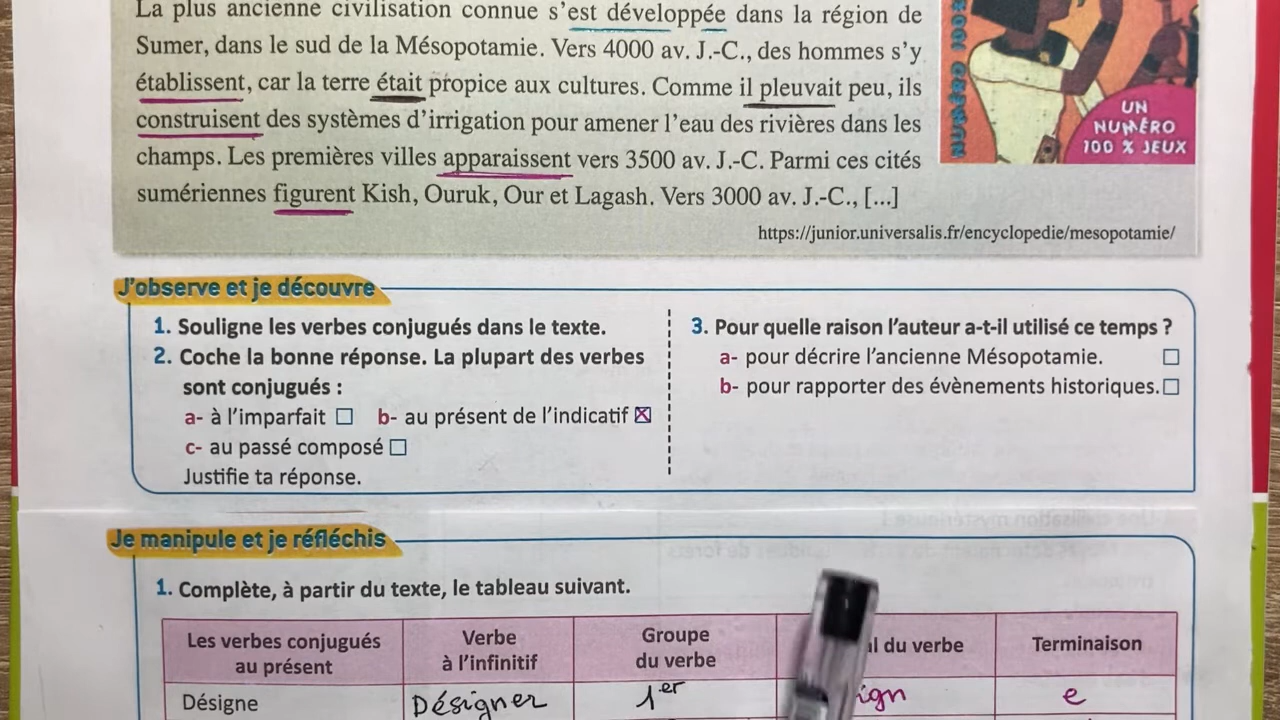 La plus ancienne civilisation connue s'est développée dans la région de
Sumer, dans le sud de la Mésopotamie. Vers 4000 av. J.-C., des hommes s'y
établissent, car la terre était propice aux cultures. Comme il pleuvait peu, ils
construisent des systèmes d'irrigation pour amener l'eau des rivières dans les
champs. Les premières villes apparaissent vers 3500 av. J.-C. Parmi ces cités
sumériennes figurent Kish, Ouruk, Our et Lagash. Vers 3000 av. J.-C., [...]
UN
NUMÉRO
100 % JEUX
https://junior.universalis.fr/encyclopedie/mesopotamie/
J'observe et je découvre
1. Souligne les verbes conjugués dans le texte.
2. Coche la bonne réponse. La plupart des verbes
sont conjugués :
a- à l'imparfait ☐ b- au présent de l'indicatif ☒
c- au passé composé ☐
Justifie ta réponse.
3. Pour quelle raison l'auteur a-t-il utilisé ce temps ?
a- pour décrire l'ancienne Mésopotamie. ☐
b- pour rapporter des évènements historiques. ☐
Je manipule et je réfléchis
1. Complète, à partir du texte, le tableau suivant.
Les verbes conjugués
au présent
Verbe
à l'infinitif
Groupe
du verbe
du verbe
Terminaison
Désigne
Désigner
1er
ign
e